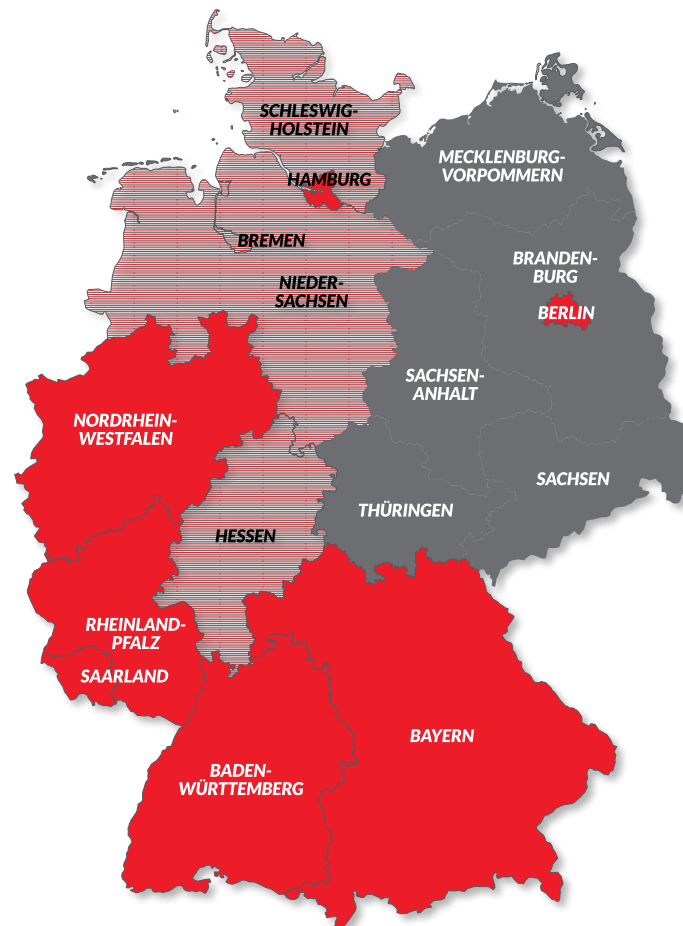 SCHLESWIG-
HOLSTEIN
MECKLENBURG-
VORPOMMERN
HAMBURG
BREMEN
BRANDEN-
BURG
NIEDER-
SACHSEN
BERLIN
SACHSEN-
ANHALT
NORDRHEIN-
WESTFALEN
SACHSEN
THÜRINGEN
HESSEN
RHEINLAND-
PFALZ
SAARLAND
BAYERN
BADEN-
WÜRTTEMBERG